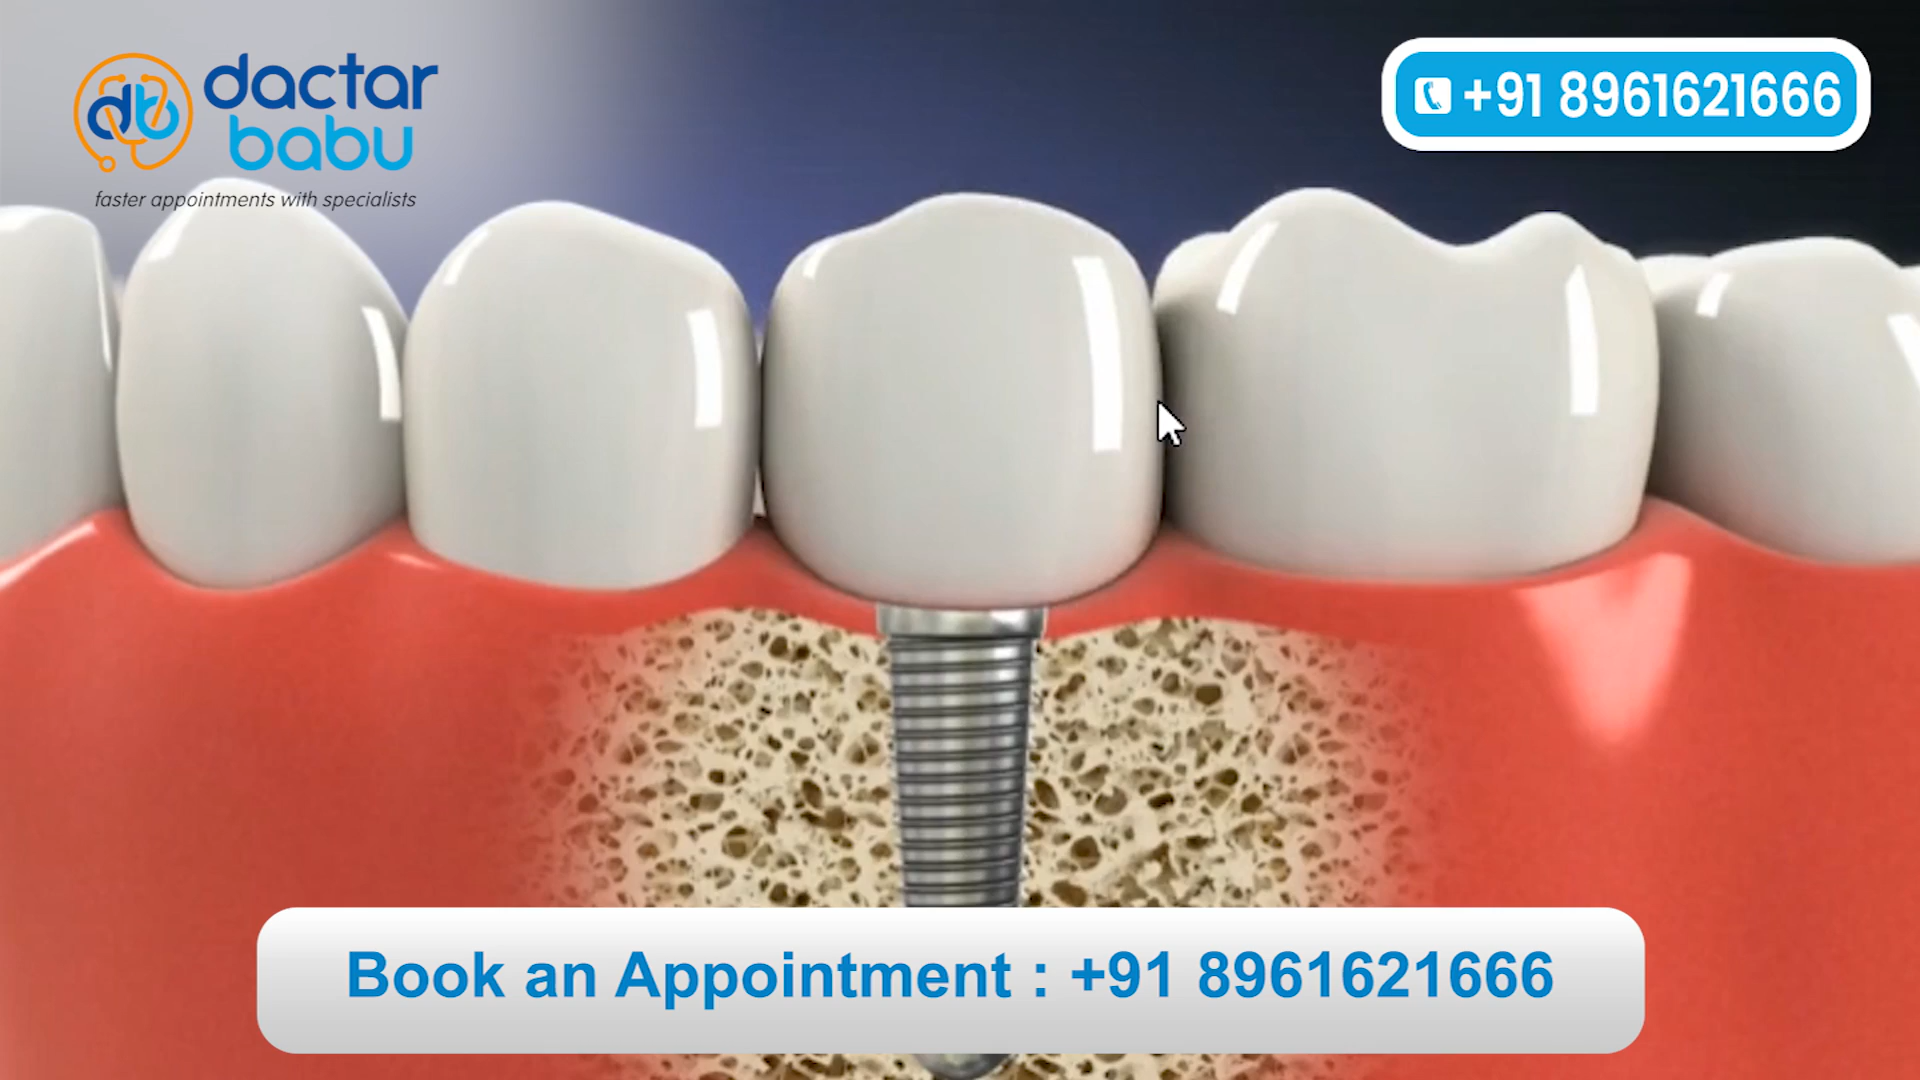 dactar
babu
faster appointments with specialists
+91 8961621666
Book an Appointment : +91 8961621666